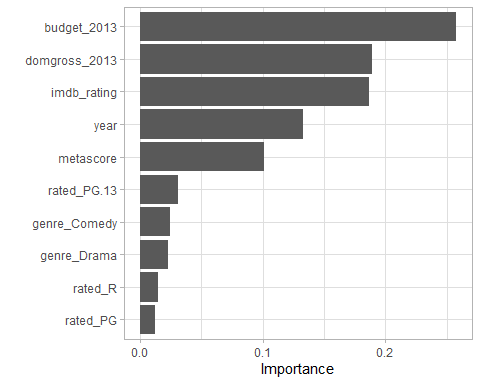 budget_2013
domgross_2013
imdb_rating
year
metascore
rated_PG.13
genre_Comedy
genre_Drama
rated_R
rated_PG
0.0 0.1 0.2
Importance